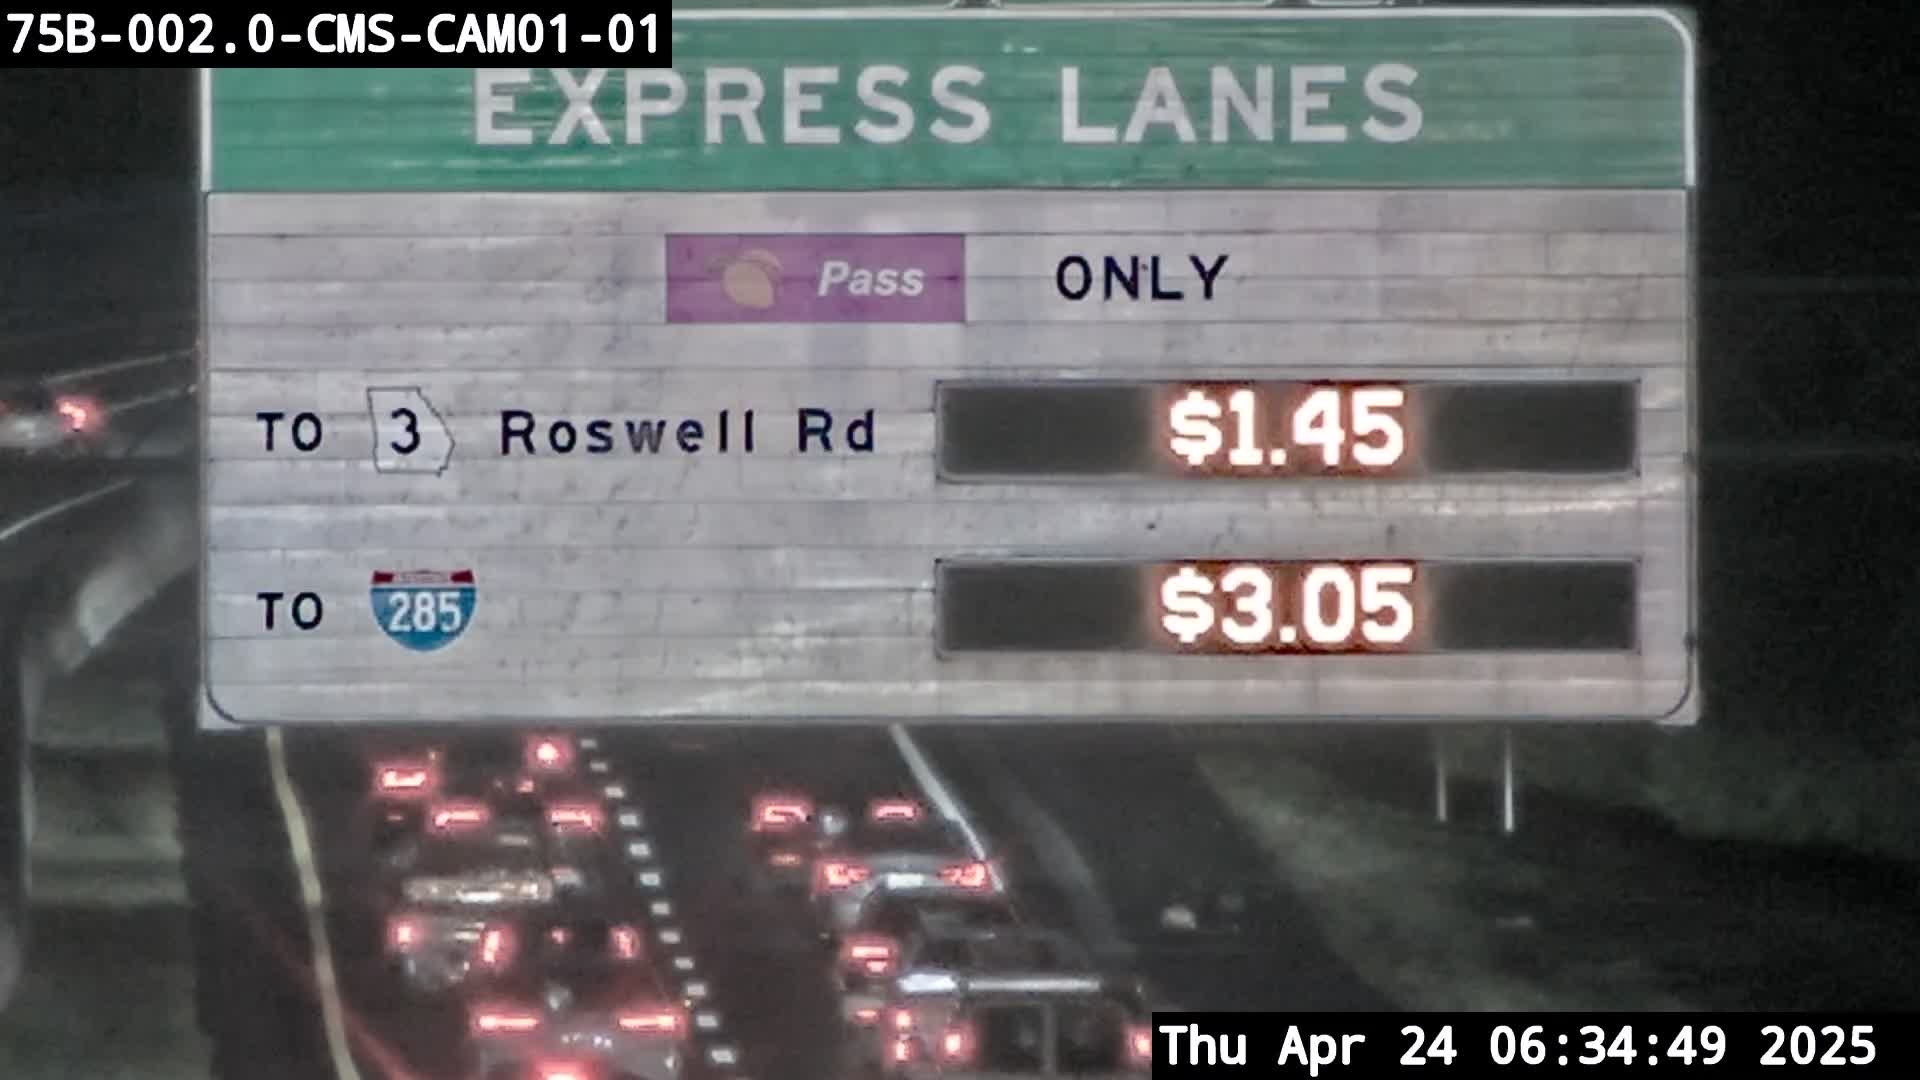 75B-002.0-CMS-CAM01-01
EXPRESS LANES
Pass ONLY
TO 3 Roswell Rd $1.45
TO 285 $3.05
Thu Apr 24 06:34:49 2025